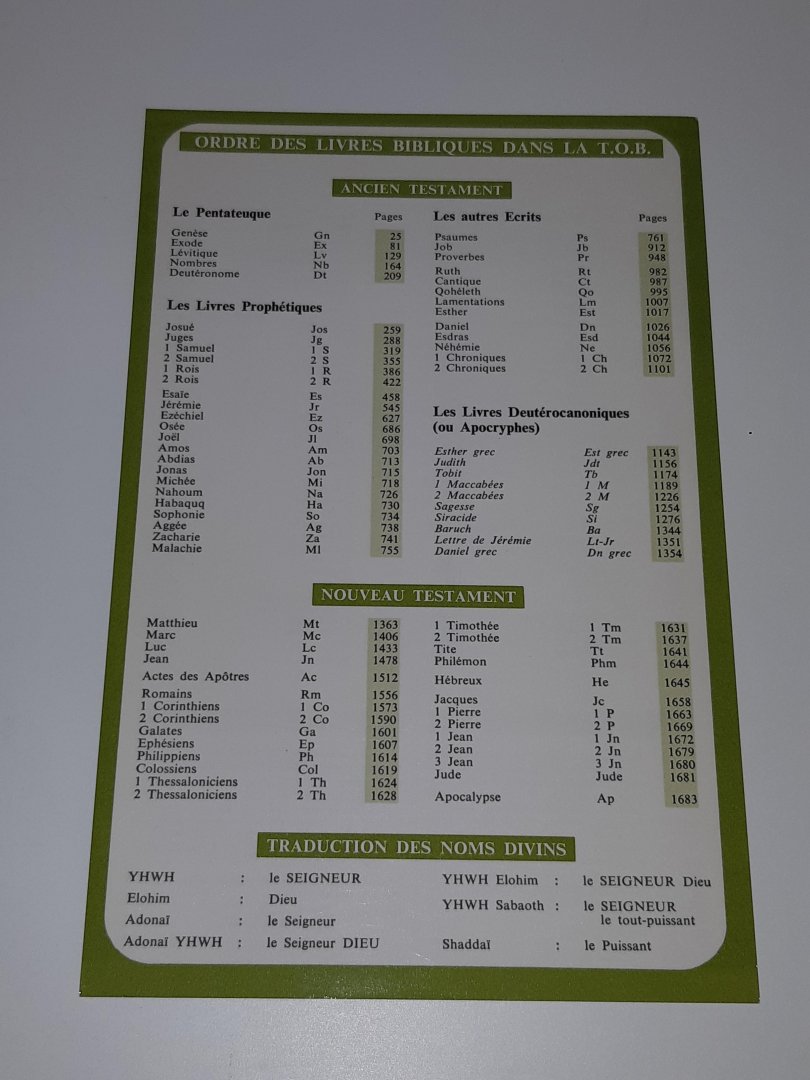 ORDRE DES LIVRES BIBLIQUES DANS LA T.O.B.
ANCIEN TESTAMENT
Le Pentateuque Pages
Genèse Gn 25
Exode Ex 81
Lévitique Lv 129
Nombres Nb 164
Deutéronome Dt 209
Les Livres Prophétiques
Josué Jos 259
Juges Jg 288
1 Samuel 1 S 319
2 Samuel 2 S 355
1 Rois 1 R 386
2 Rois 2 R 422
Esaïe Es 458
Jérémie Jr 545
Ezéchiel Ez 627
Osée Os 686
Joël Jl 698
Amos Am 703
Abdias Ab 713
Jonas Jon 715
Michée Mi 718
Nahoum Na 726
Habaquq Ha 730
Sophonie So 734
Aggée Ag 738
Zacharie Za 741
Malachie Ml 755
Les autres Ecrits Pages
Psaumes Ps 761
Job Jb 912
Proverbes Pr 948
Ruth Rt 982
Cantique Ct 987
Qohéleth Qo 995
Lamentations Lm 1007
Esther Est 1017
Daniel Dn 1026
Esdras Esd 1044
Néhémie Ne 1056
1 Chroniques 1 Ch 1072
2 Chroniques 2 Ch 1101
Les Livres Deutérocanoniques
(ou Apocryphes)
Esther grec Est grec 1143
Judith Jdt 1156
Tobit Tb 1174
1 Maccabées 1 M 1189
2 Maccabées 2 M 1226
Sagesse Sg 1254
Siracide Si 1276
Baruch Ba 1344
Lettre de Jérémie Lt-Jr 1351
Daniel grec Dn grec 1354
NOUVEAU TESTAMENT
Matthieu Mt 1363
Marc Mc 1406
Luc Lc 1433
Jean Jn 1478
Actes des Apôtres Ac 1512
Romains Rm 1556
1 Corinthiens 1 Co 1573
2 Corinthiens 2 Co 1590
Galates Ga 1601
Ephésiens Ep 1607
Philippiens Ph 1614
Colossiens Col 1619
1 Thessaloniciens 1 Th 1624
2 Thessaloniciens 2 Th 1628
1 Timothée 1 Tm 1631
2 Timothée 2 Tm 1637
Tite Tt 1641
Philémon Phm 1644
Hébreux He 1645
Jacques Jc 1658
1 Pierre 1 P 1663
2 Pierre 2 P 1669
1 Jean 1 Jn 1672
2 Jean 2 Jn 1679
3 Jean 3 Jn 1680
Jude Jude 1681
Apocalypse Ap 1683
TRADUCTION DES NOMS DIVINS
YHWH : le SEIGNEUR
Elohim : Dieu
Adonaï : le Seigneur
Adonaï YHWH : le Seigneur DIEU
YHWH Elohim : le SEIGNEUR Dieu
YHWH Sabaoth : le SEIGNEUR
le tout-puissant
Shaddaï : le Puissant